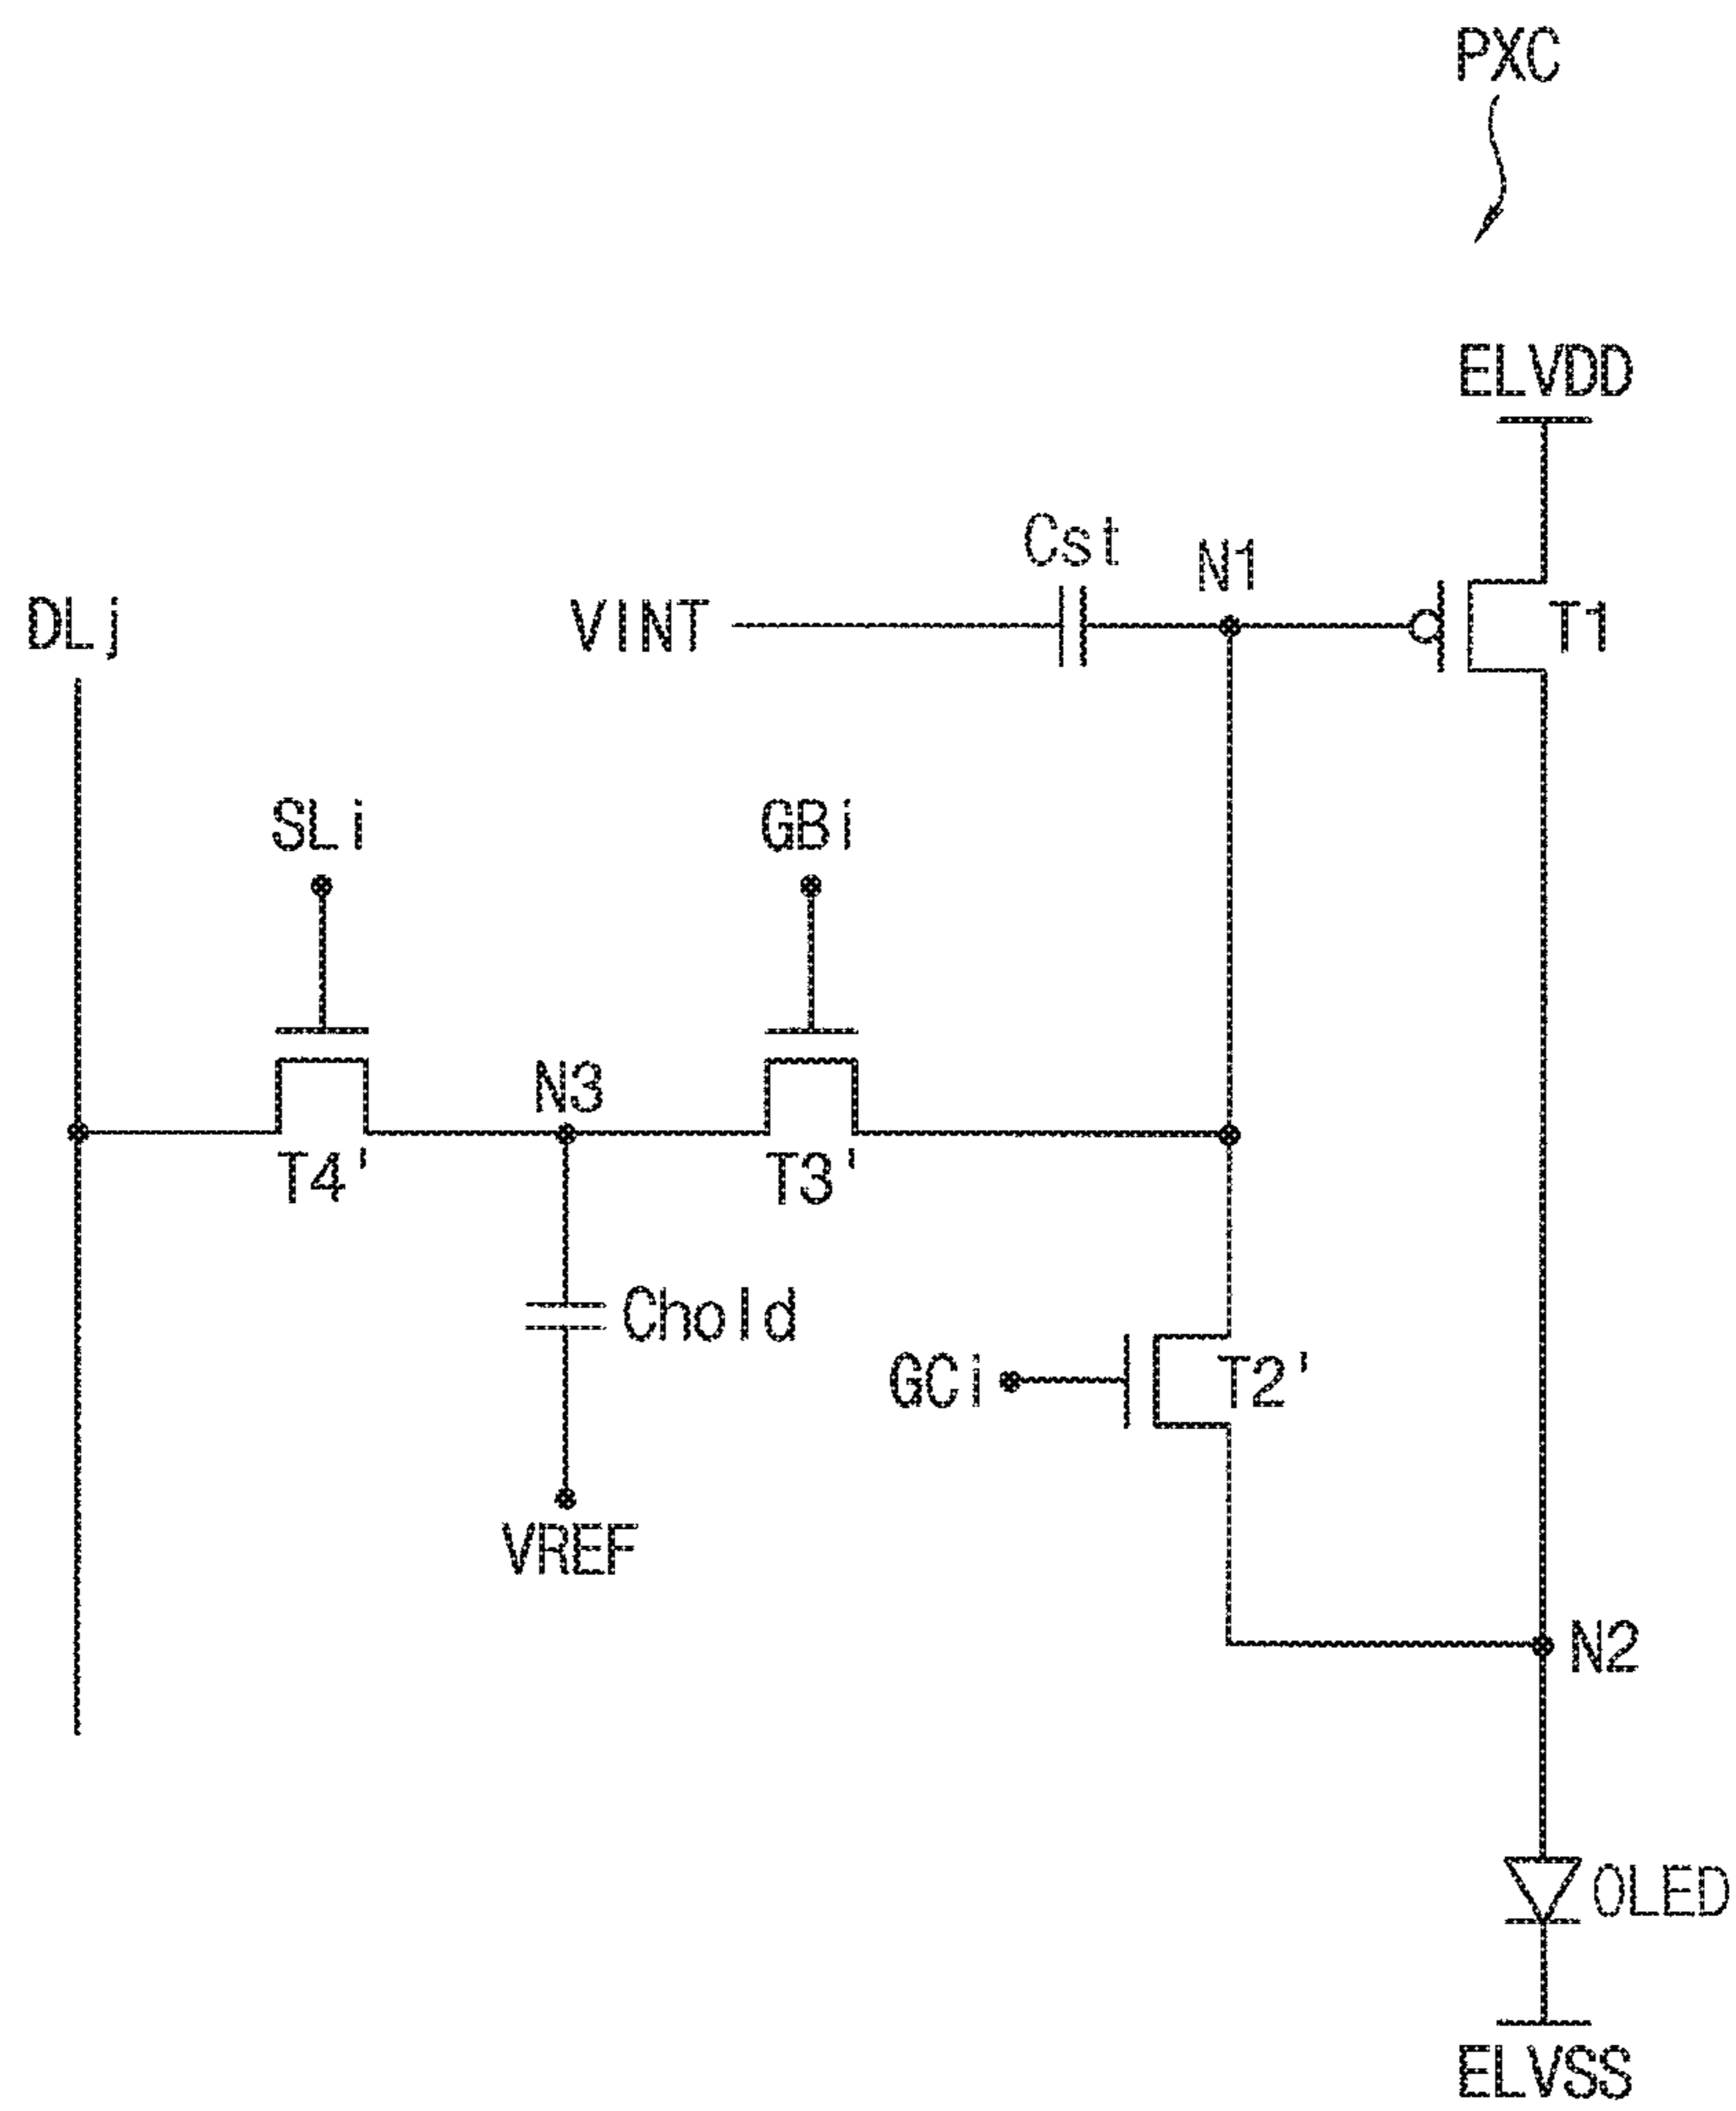 PXC
ELVDD
Cst
N1
DLj
VINT
T1
SLi
GBi
N3
T4'
T3'
Chold
GCi
T2'
VREF
N2
OLED
ELVSS